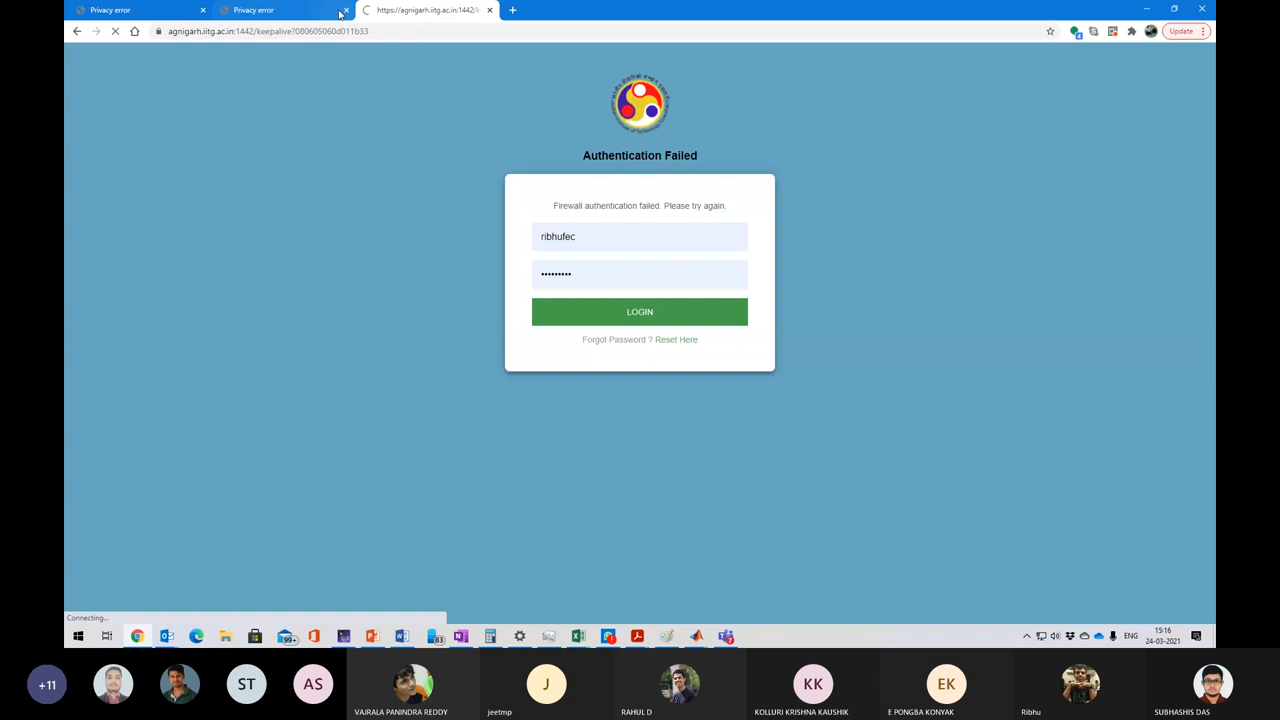 Privacy error
Privacy error
https://agnigarh.iitg.ac.in:1442/k
agnigarh.iitg.ac.in:1442/keepalive?080605060d011b33
Update
Authentication Failed
Firewall authentication failed. Please try again.
ribhufec
•••••••••
LOGIN
Forgot Password ? Reset Here
Connecting...
99+
83
ENG
15:16
24-03-2021
+11
ST
AS
VAJRALA PANINDRA REDDY
J
jeetmp
RAHUL D
KK
KOLLURI KRISHNA KAUSHIK
EK
E PONGBA KONYAK
Ribhu
SUBHASHIS DAS